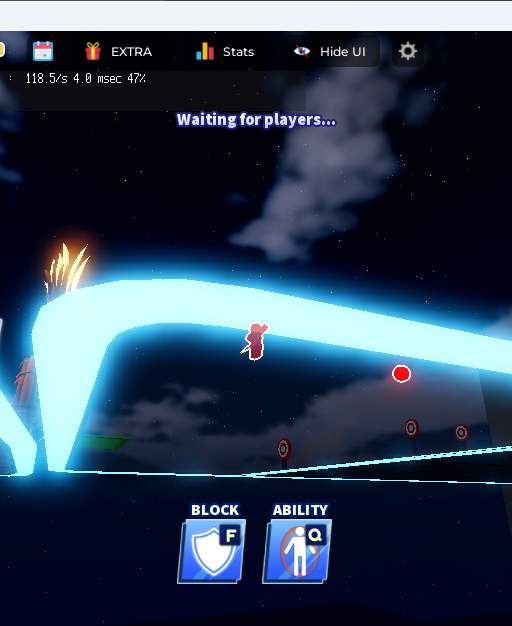 EXTRA Stats Hide UI
: 118.5/s 4.0 msec 47%
Waiting for players...
BLOCK ABILITY
F Q